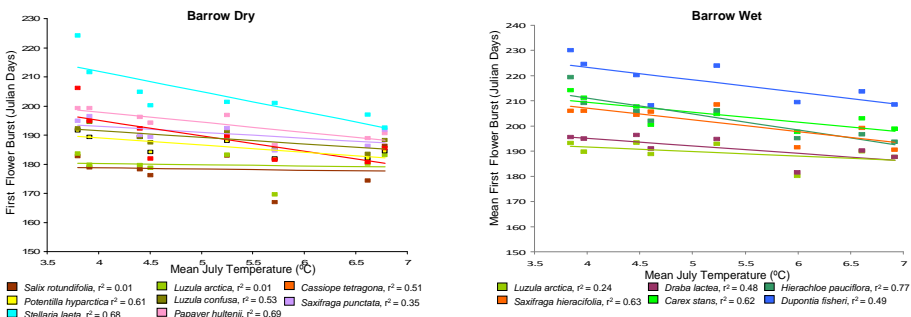 Barrow Dry
First Flower Burst (Julian Days)
230
220
210
200
190
180
170
160
150
3.5 4 4.5 5 5.5 6 6.5 7
Mean July Temperature (⁰C)
Salix rotundifolia, r² = 0.01
Luzula arctica, r² = 0.01
Cassiope tetragona, r² = 0.51
Potentilla hyparctica r² = 0.61
Luzula confusa, r² = 0.53
Saxifraga punctata, r² = 0.35
Stellaria laeta, r² = 0.68
Papaver hultenii, r² = 0.69
Barrow Wet
Mean First Flower Burst (Julian Days)
240
230
220
210
200
190
180
170
160
150
3.5 4 4.5 5 5.5 6 6.5 7
Mean July Temperature (⁰C)
Luzula arctica, r² = 0.24
Draba lactea, r² = 0.48
Hierachloe pauciflora, r² = 0.77
Saxifraga hieracifolia, r² = 0.63
Carex stans, r² = 0.62
Dupontia fisheri, r² = 0.49